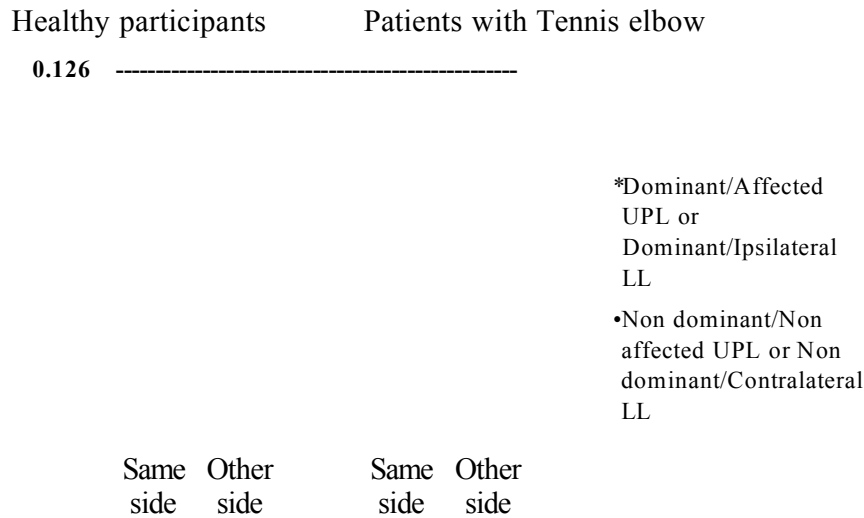 Healthy participants Patients with Tennis elbow
0.126 --------------------------------------------------
*Dominant/Affected
UPL or
Dominant/Ipsilateral
LL
•Non dominant/Non
affected UPL or Non
dominant/Contralateral
LL
Same Other Same Other
side side side side